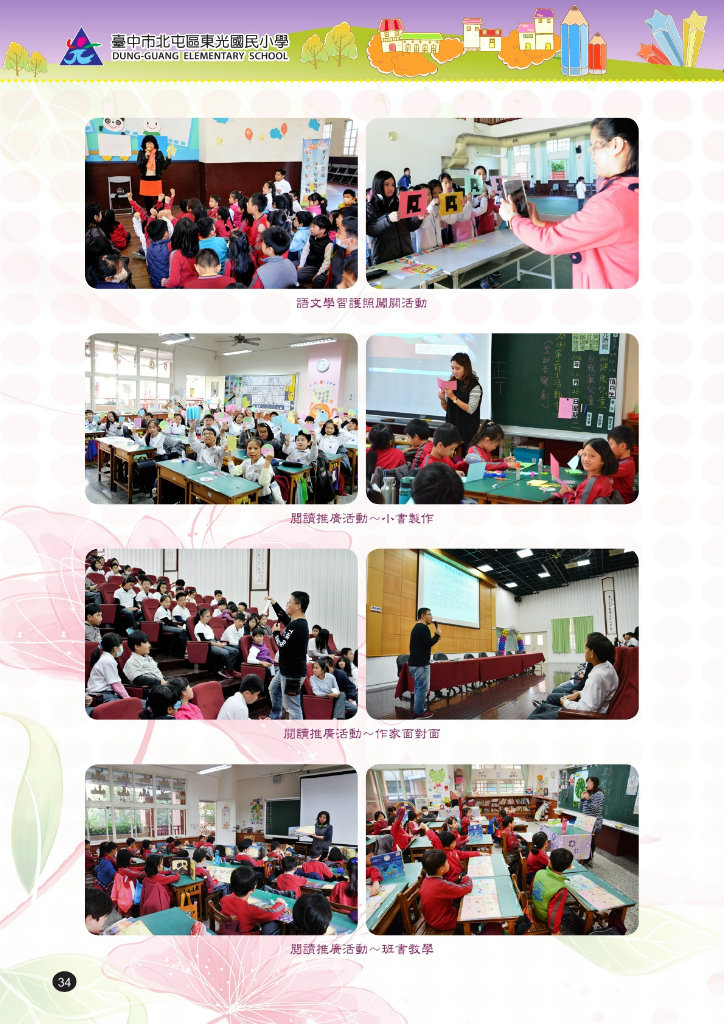 臺中市北屯區東光國民小學
DUNG-GUANG ELEMENTARY SCHOOL
語文學習護照闖關活動
閱讀推廣活動～小書製作
閱讀推廣活動～作家面對面
閱讀推廣活動～班書教學
34